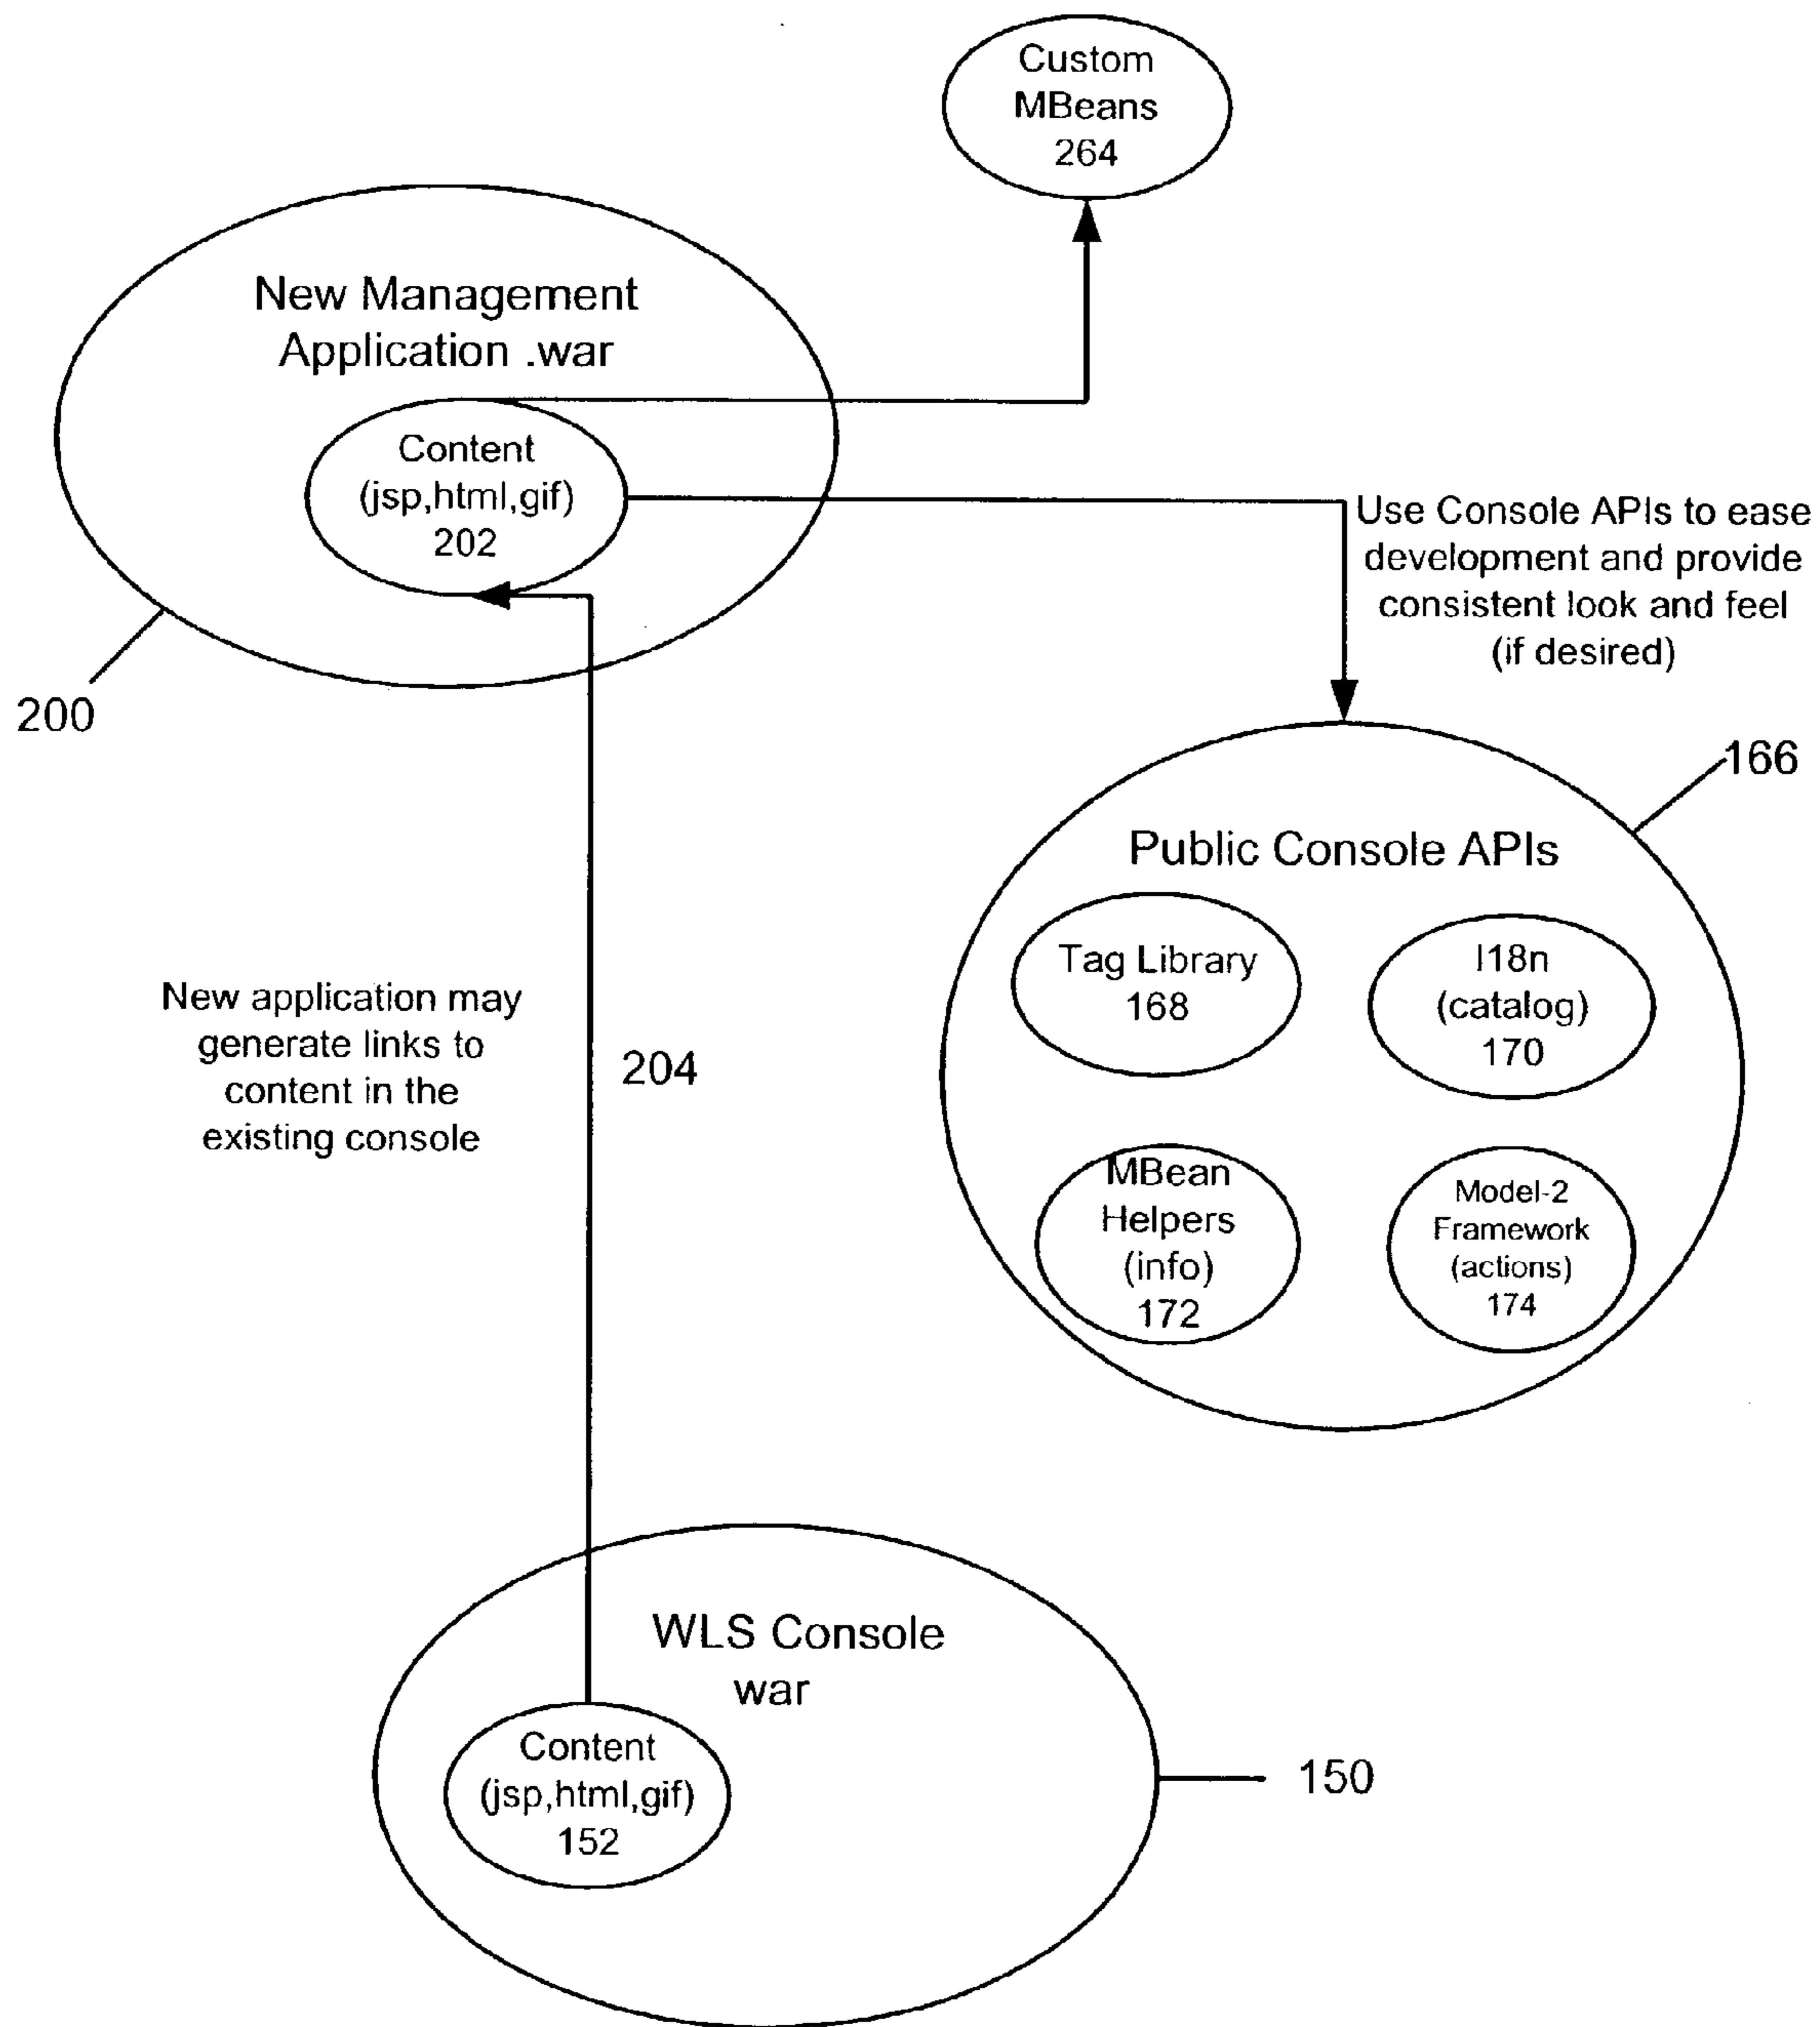 Custom
MBeans
264
New Management
Application .war
Content
(jsp,html,gif)
202
200
Use Console APIs to ease
development and provide
consistent look and feel
(if desired)
166
Public Console APIs
Tag Library
168
I18n
(catalog)
170
MBean
Helpers
(info)
172
Model-2
Framework
(actions)
174
New application may
generate links to
content in the
existing console
204
WLS Console
war
Content
(jsp,html,gif)
152
150